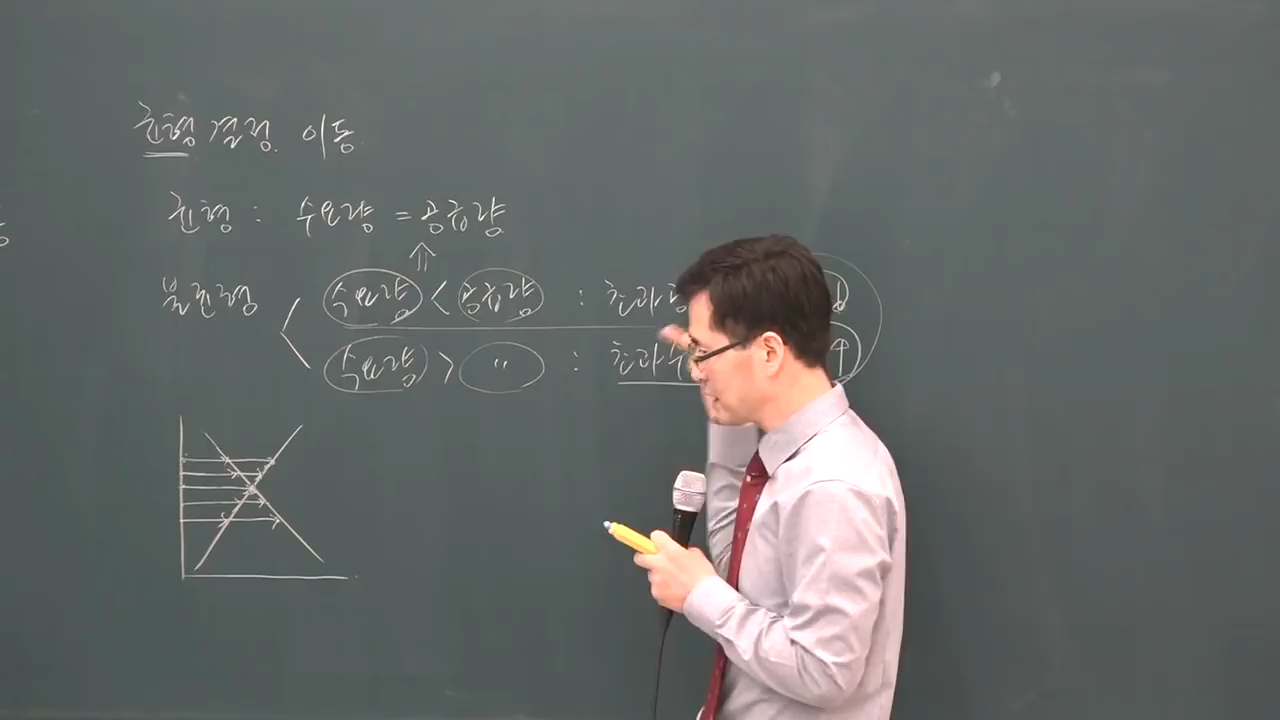 균형 결정. 이동
균형 : 수요량 = 공급량
불균형 수요량 < 공급량 : 초과 ↓
수요량 > 〃 : 초과수 ↑